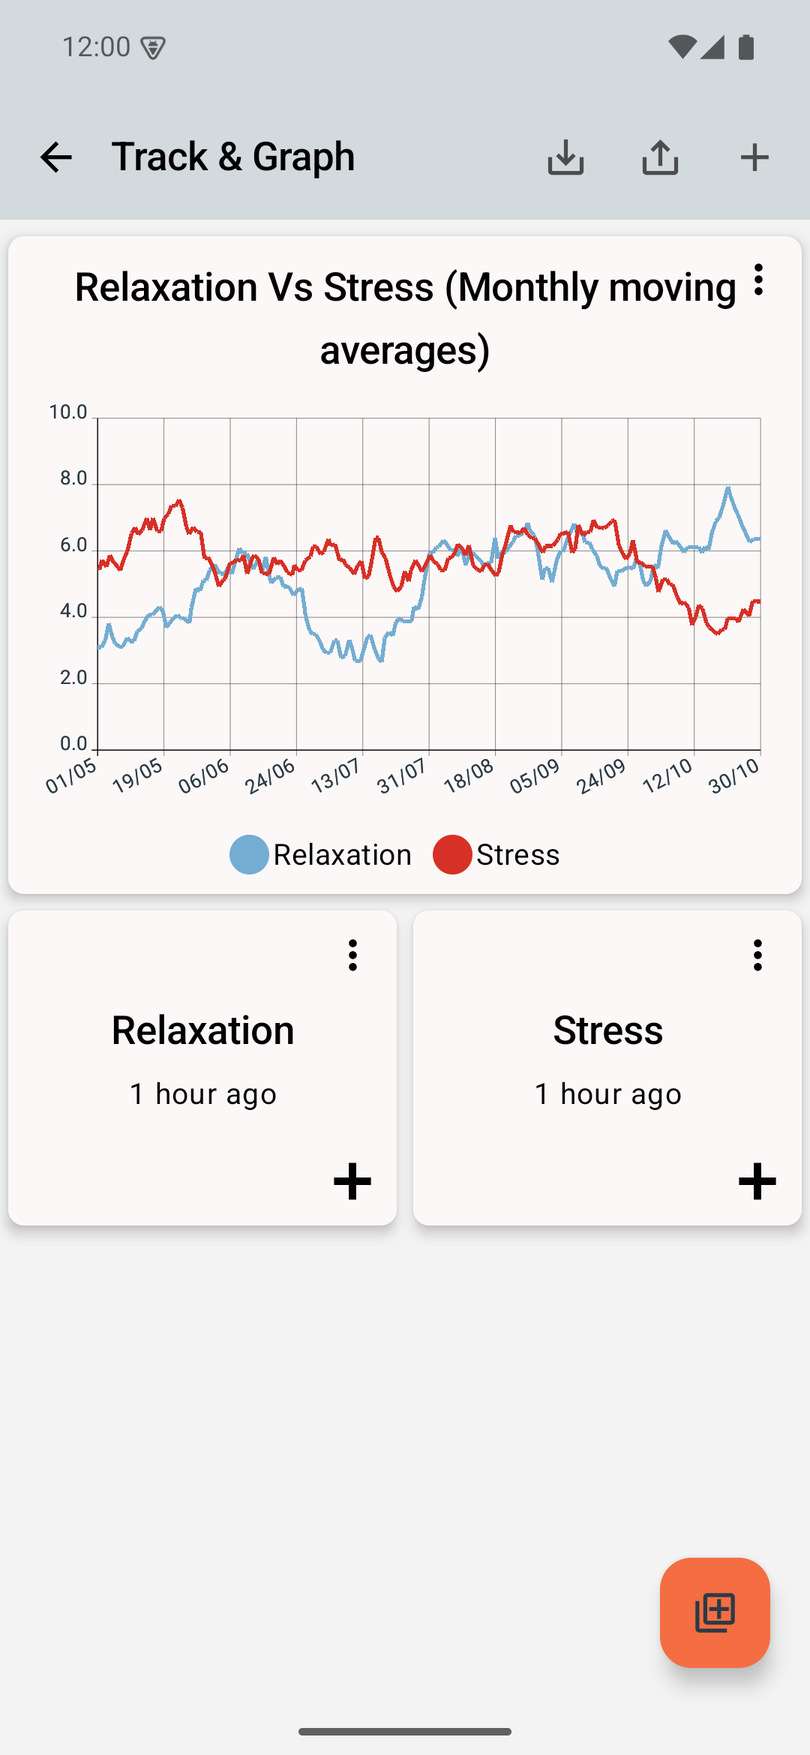 12:00
Track & Graph
Relaxation Vs Stress (Monthly moving
averages)
10.0
8.0
6.0
4.0
2.0
0.0
01/05 19/05 06/06 24/06 13/07 31/07 18/08 05/09 24/09 12/10 30/10
Relaxation Stress
Relaxation Stress
1 hour ago 1 hour ago